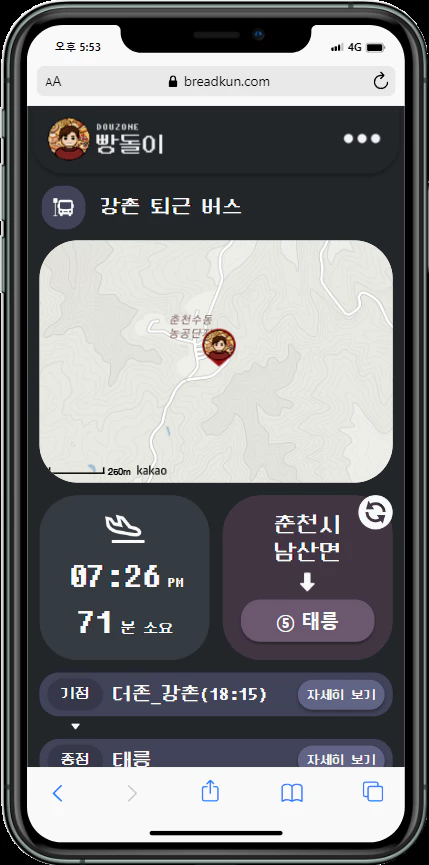 오후 5:53
4G
AA
breadkun.com
DOUZONE
빵돌이
강촌 퇴근 버스
춘천수동
농공단지
250m kakao
07:26 PM
71 분 소요
춘천시
남산면
⑤ 태릉
기점 더존_강촌(18:15) 자세히 보기
종점 태릉 자세히 보기